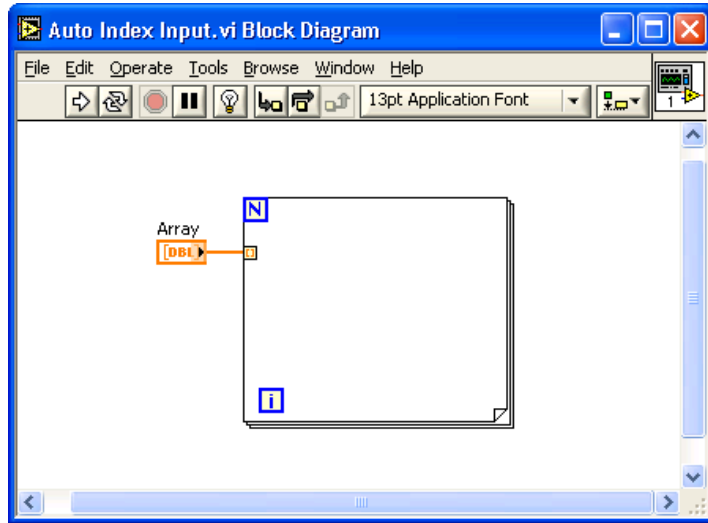 Auto Index Input.vi Block Diagram
File Edit Operate Tools Browse Window Help
13pt Application Font
1
N
Array
[DBL]
i